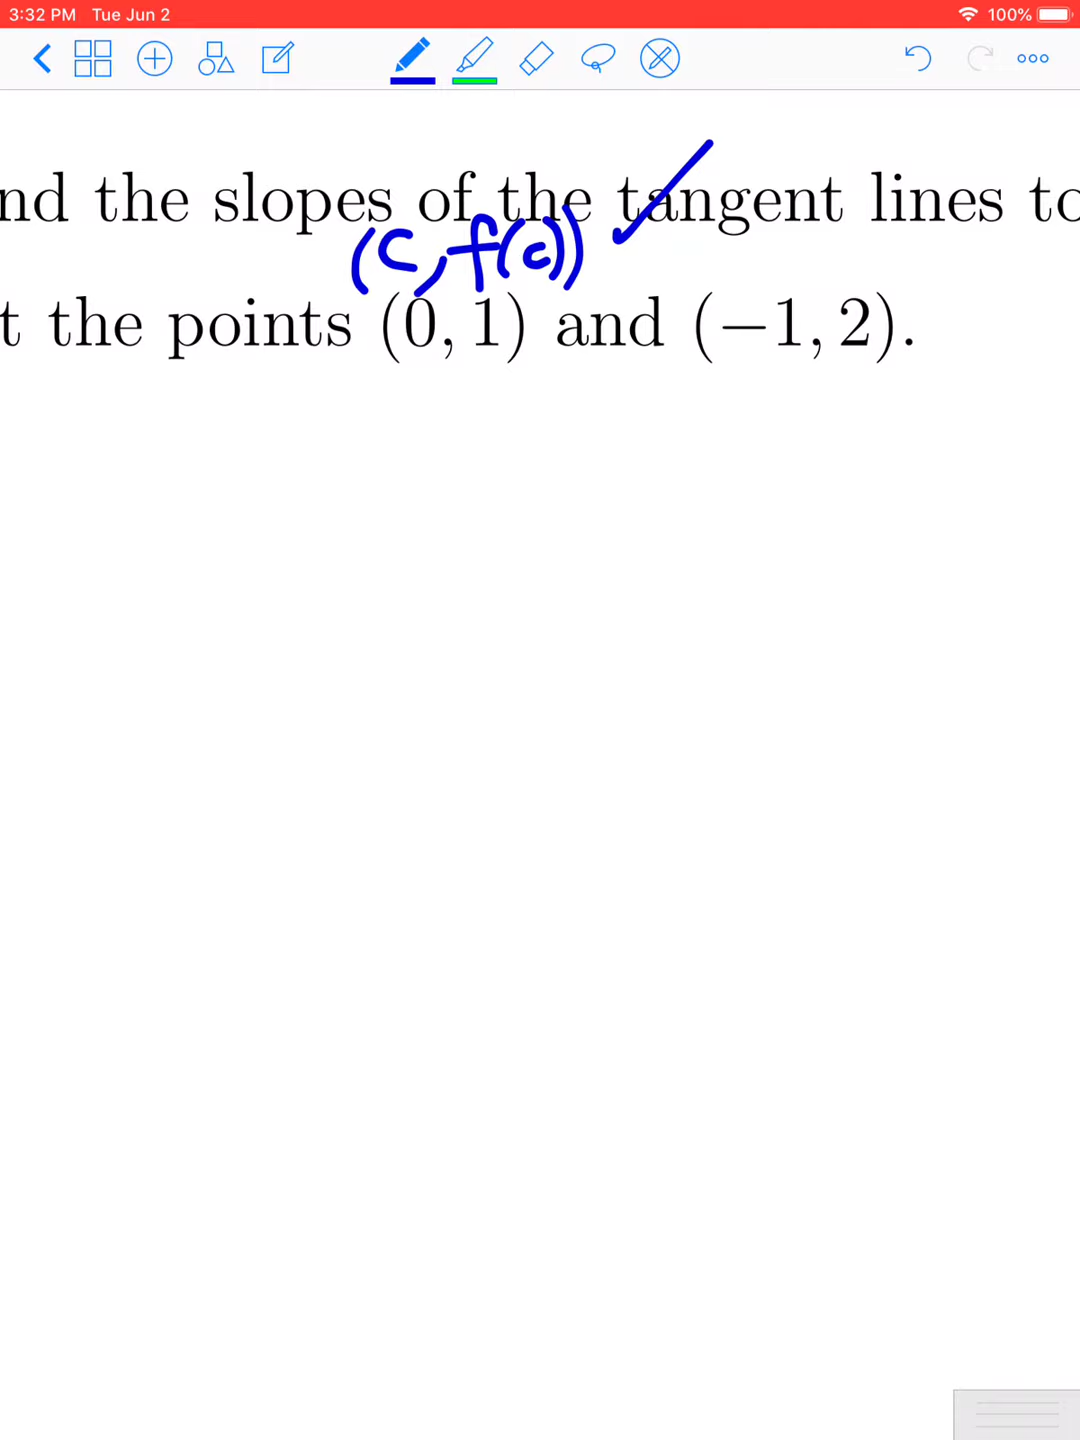 3:32 PM Tue Jun 2 100%
nd the slopes of the tangent lines to
(c, f(c))
t the points (0, 1) and (−1, 2).